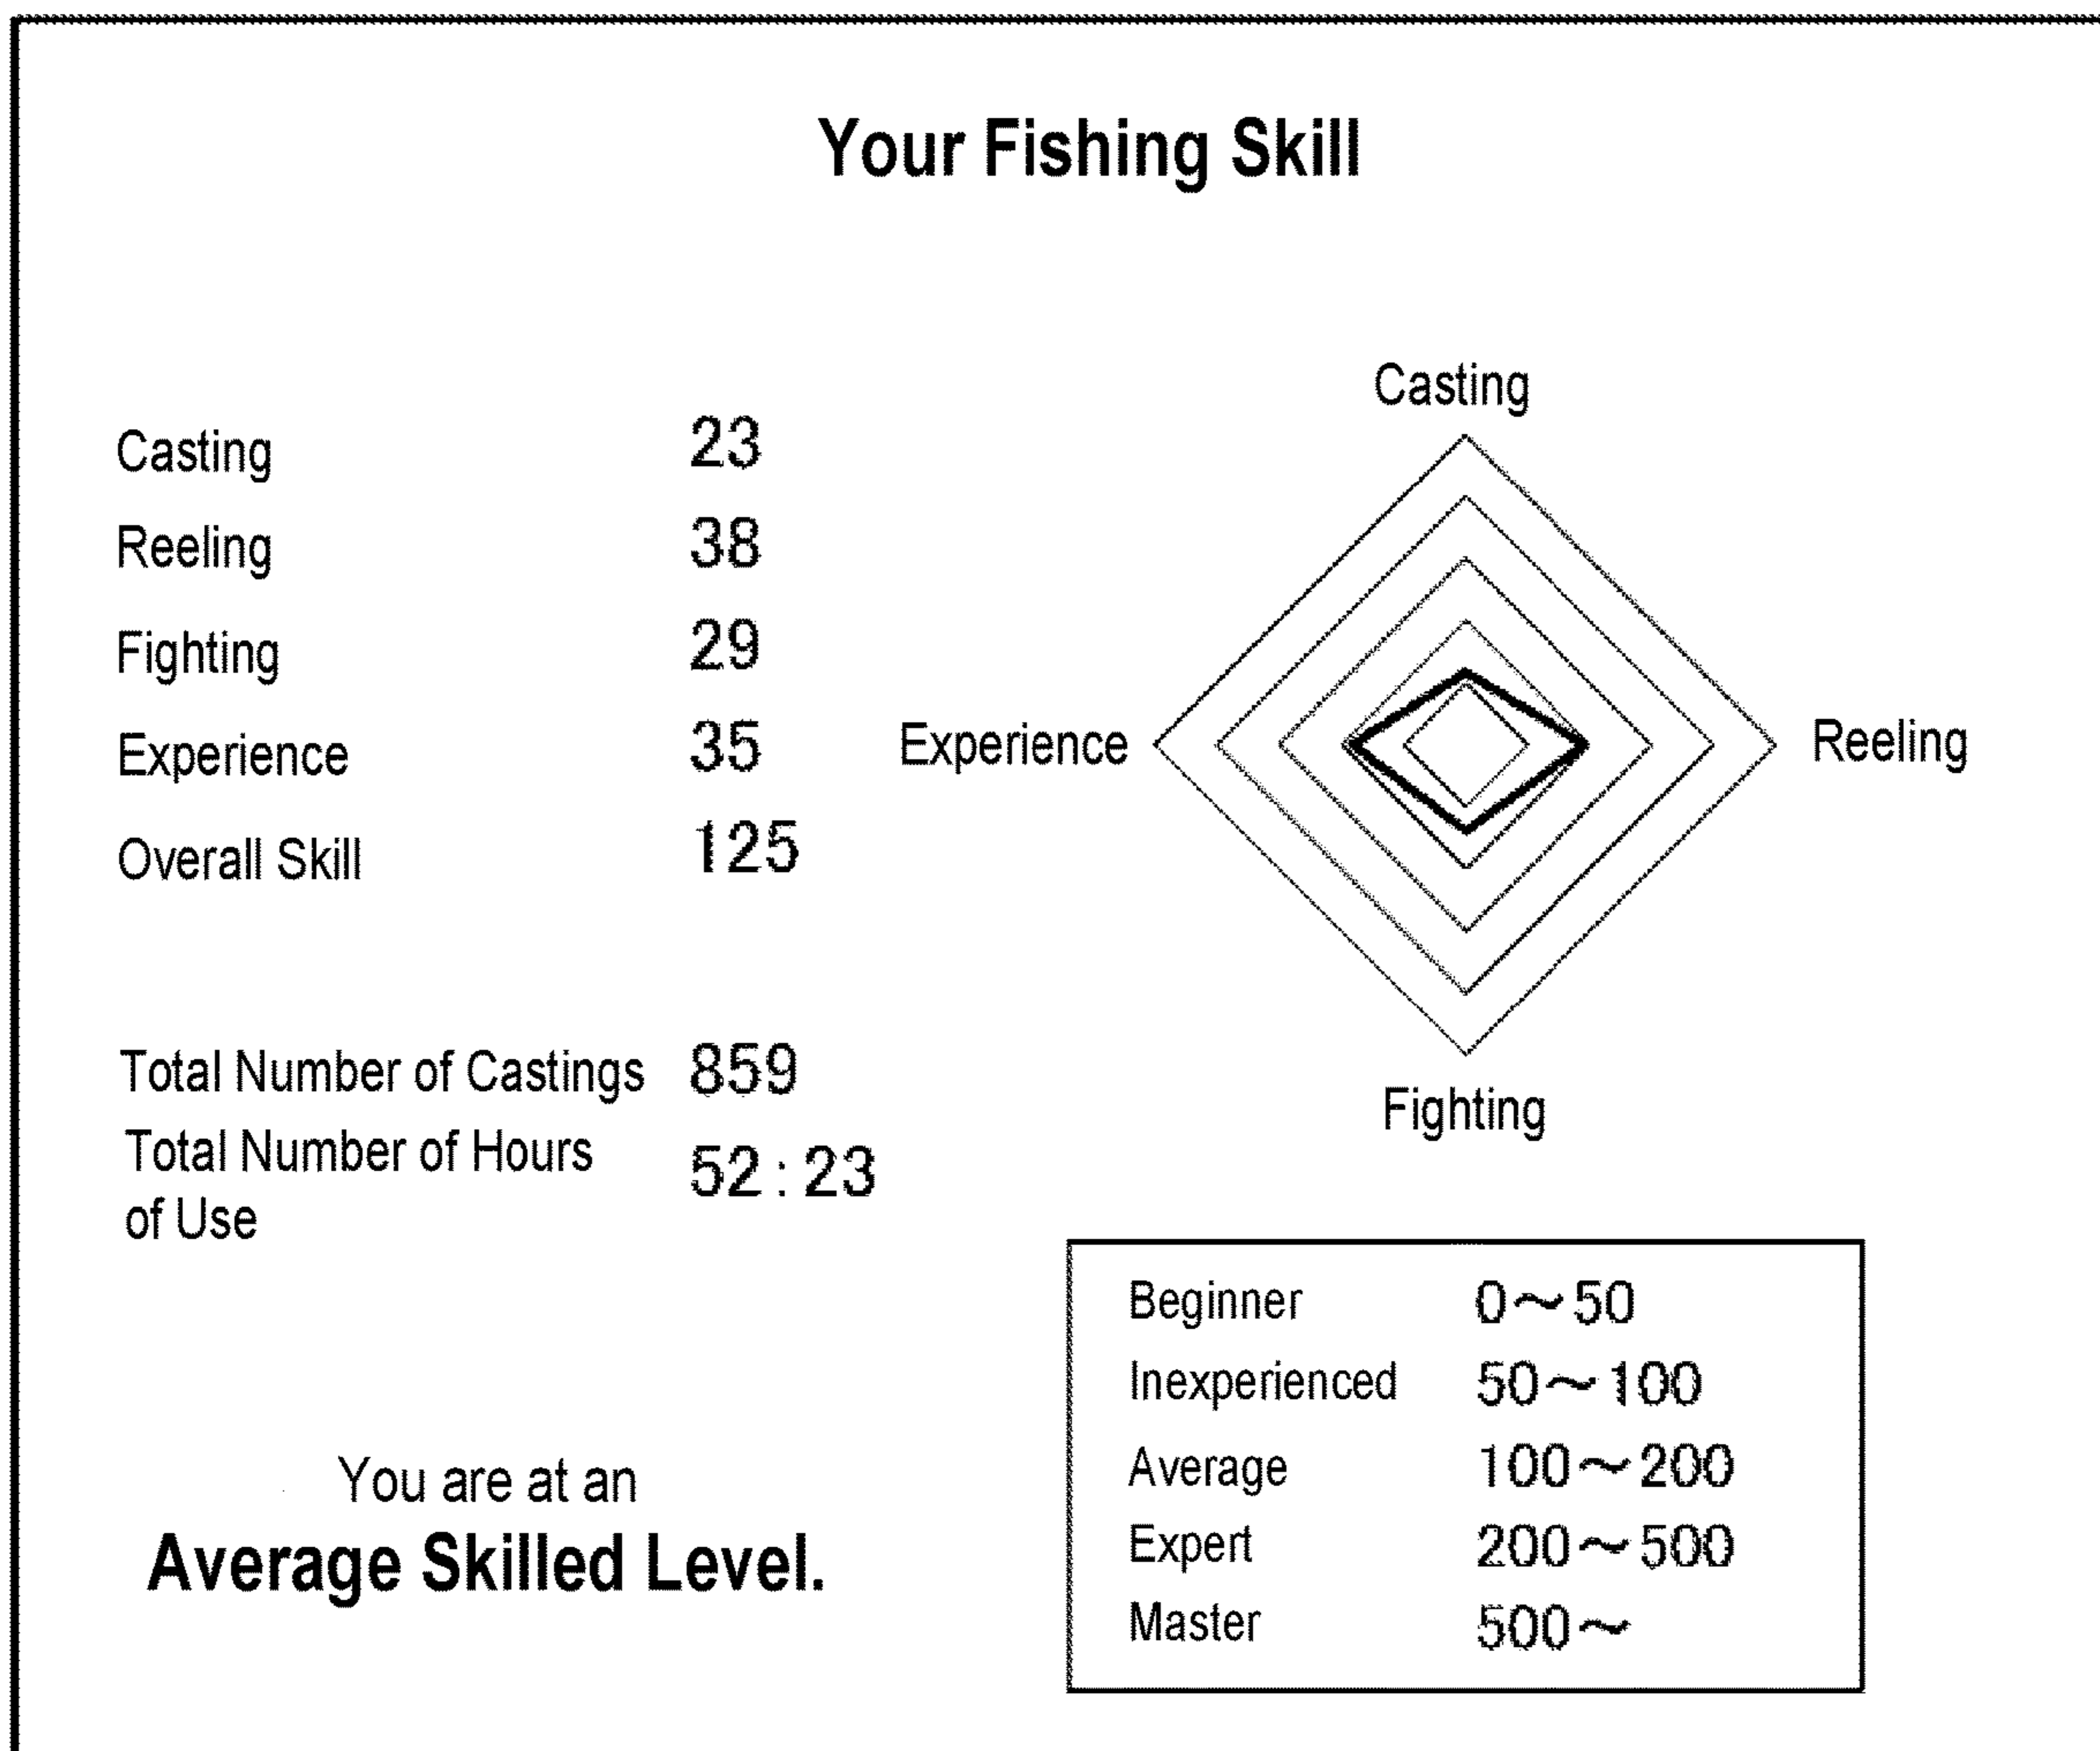 Your Fishing Skill
Casting 23
Reeling 38
Fighting 29
Experience 35
Overall Skill 125
Total Number of Castings 859
Total Number of Hours
of Use 52:23
You are at an
Average Skilled Level.
Casting
Experience
Reeling
Fighting
Beginner 0～50
Inexperienced 50～100
Average 100～200
Expert 200～500
Master 500～